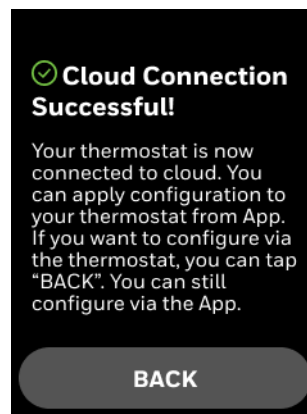 Cloud Connection
Successful!
Your thermostat is now
connected to cloud. You
can apply configuration to
your thermostat from App.
If you want to configure via
the thermostat, you can tap
“BACK”. You can still
configure via the App.
BACK